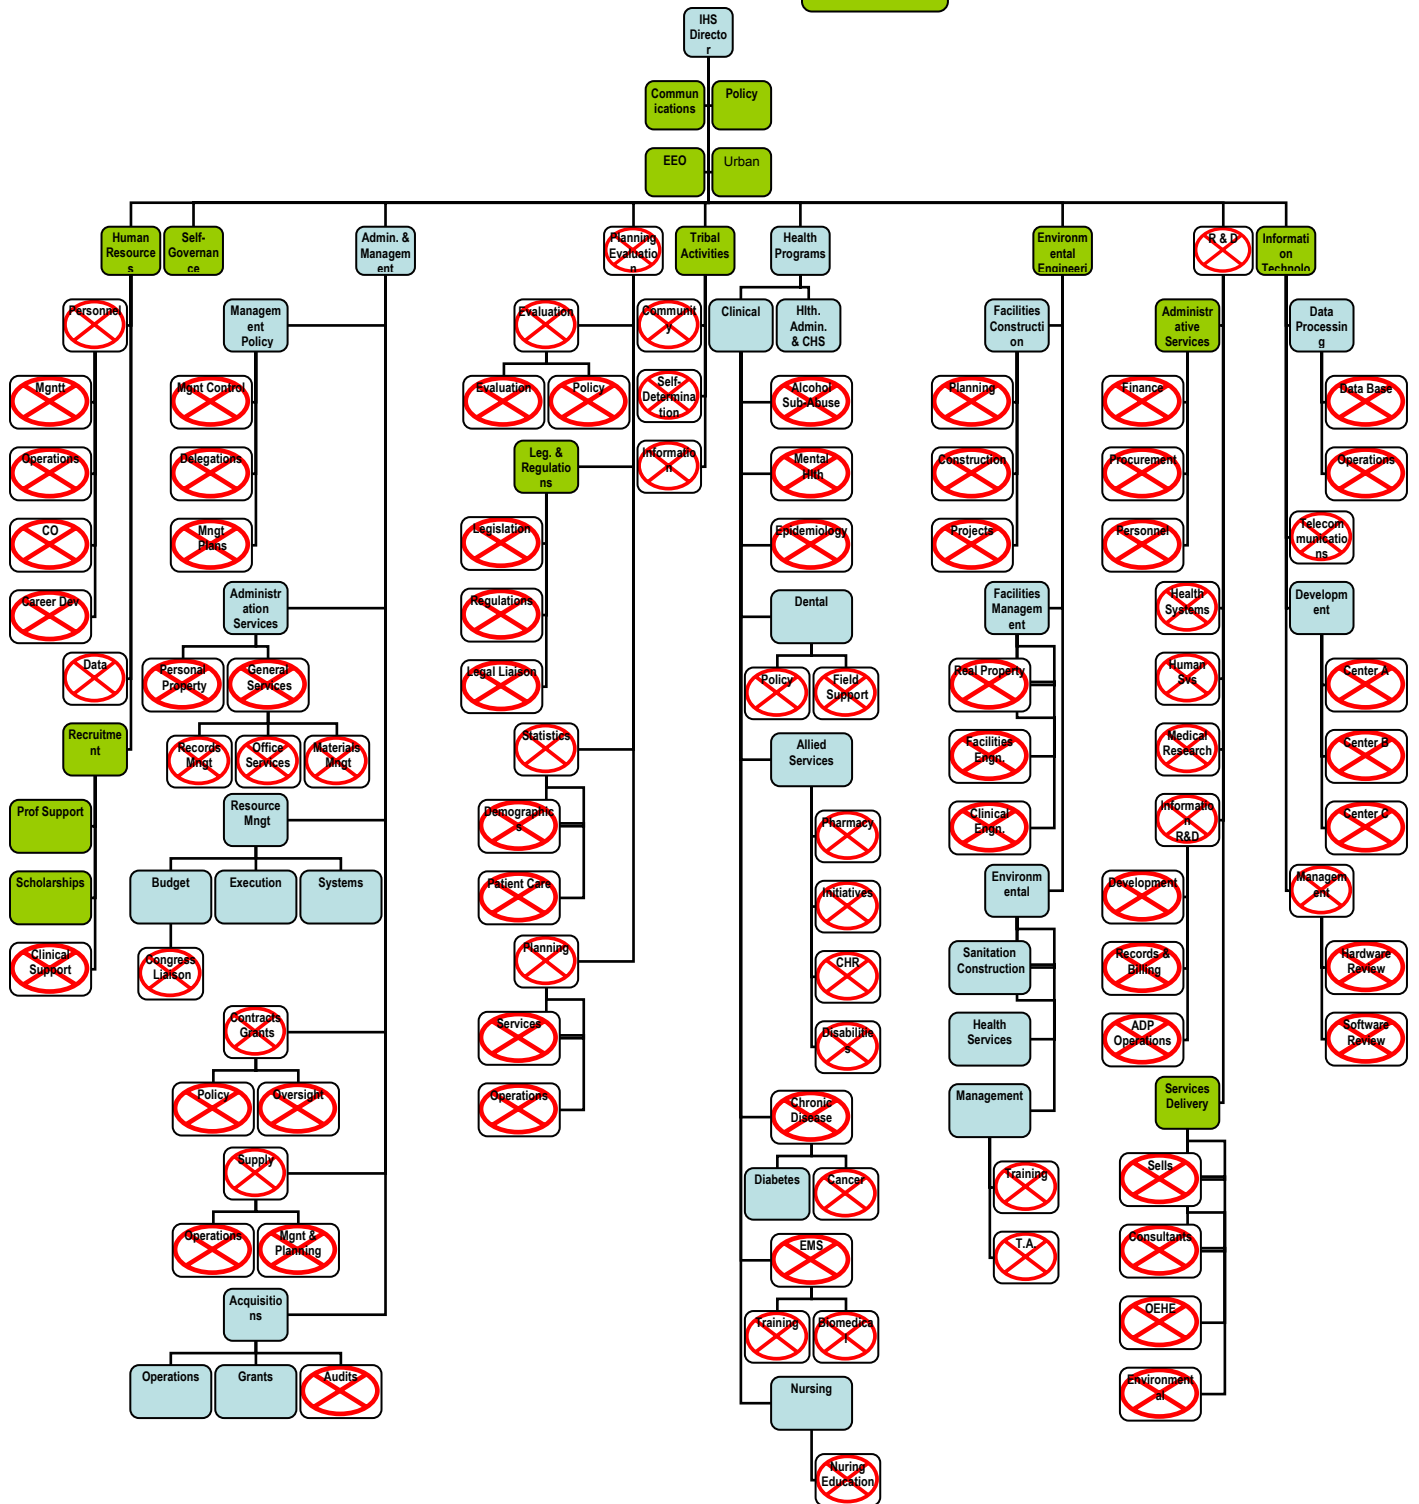 IHS
Directo
r
Commun
ications
Policy
EEO
Urban
Human
Resource
s
Self-
Governan
ce
Admin. &
Managem
ent
Planning
Evaluatio
n
Tribal
Activities
Health
Programs
Environm
ental
Engineeri
R & D
Informati
on
Technolo
Personnel
Mgntt
Operations
CO
Career Dev
Data
Recruitme
nt
Prof Support
Scholarships
Clinical
Support
Managem
ent
Policy
Mgnt Control
Delegations
Mngt
Plans
Administr
ation
Services
Personal
Property
General
Services
Records
Mngt
Office
Services
Materials
Mngt
Resource
Mngt
Budget
Execution
Systems
Congress
Liaison
Contracts
Grants
Policy
Oversight
Supply
Operations
Mgnt &
Planning
Acquisitio
ns
Operations
Grants
Audits
Evaluation
Evaluation
Policy
Leg. &
Regulatio
ns
Legislation
Regulations
Legal Liaison
Statistics
Demographic
s
Patient Care
Planning
Services
Operations
Communit
y
Self-
Determina
tion
Informatio
n
Clinical
Hlth.
Admin.
& CHS
Alcohol
Sub-Abuse
Mental
Hlth
Epidemiology
Dental
Policy
Field
Support
Allied
Services
Pharmacy
Initiatives
CHR
Disabilitie
s
Chronic
Disease
Diabetes
Cancer
EMS
Training
Biomedica
l
Nursing
Nuring
Education
Facilities
Constructi
on
Planning
Construction
Projects
Facilities
Managem
ent
Real Property
Facilities
Engn.
Clinical
Engn.
Environm
ental
Sanitation
Construction
Health
Services
Management
Training
T.A.
Administr
ative
Services
Finance
Procurement
Personnel
Health
Systems
Human
Svs
Medical
Research
Informatio
n
R&D
Development
Records &
Billing
ADP
Operations
Services
Delivery
Sells
Consultants
OEHE
Environment
al
Data
Processin
g
Data Base
Operations
Telecom
municatio
ns
Developm
ent
Center A
Center B
Center C
Managem
ent
Hardware
Review
Software
Review